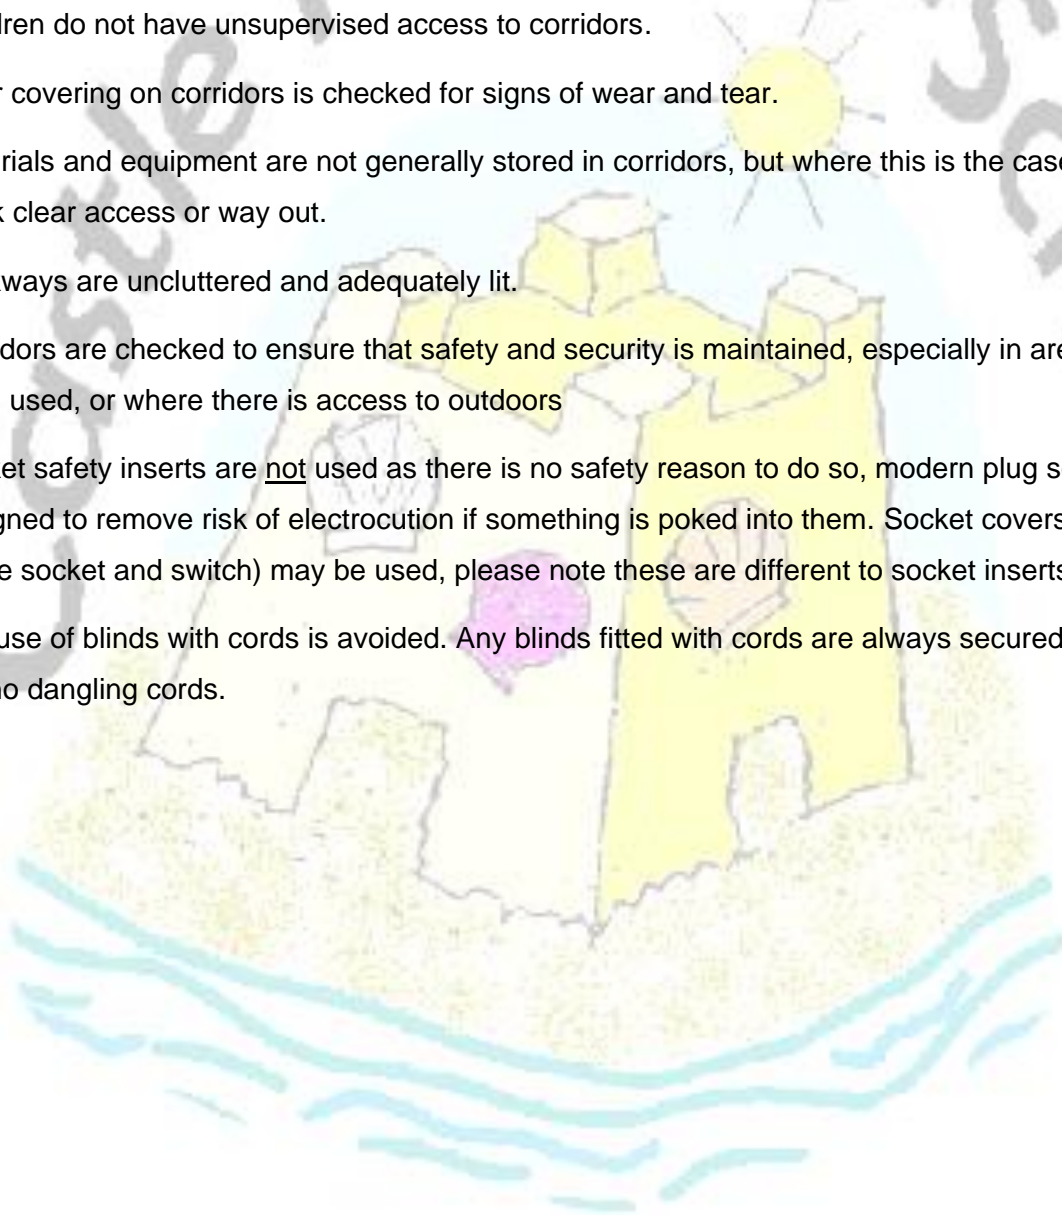 dren do not have unsupervised access to corridors.
r covering on corridors is checked for signs of wear and tear.
rials and equipment are not generally stored in corridors, but where this is the case
k clear access or way out.
ways are uncluttered and adequately lit.
dors are checked to ensure that safety and security is maintained, especially in are
used, or where there is access to outdoors
et safety inserts are not used as there is no safety reason to do so, modern plug s
gned to remove risk of electrocution if something is poked into them. Socket covers
e socket and switch) may be used, please note these are different to socket inserts
use of blinds with cords is avoided. Any blinds fitted with cords are always secured
no dangling cords.
Castle